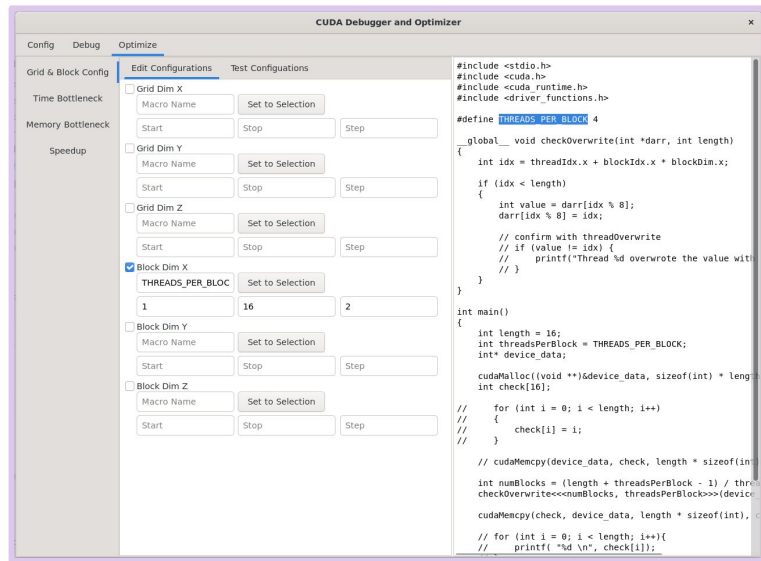 CUDA Debugger and Optimizer
×
Config Debug Optimize
Grid & Block Config
Time Bottleneck
Memory Bottleneck
Speedup
Edit Configurations Test Configuations
Grid Dim X
Macro Name Set to Selection
Start Stop Step
Grid Dim Y
Macro Name Set to Selection
Start Stop Step
Grid Dim Z
Macro Name Set to Selection
Start Stop Step
Block Dim X
THREADS_PER_BLOC Set to Selection
1 16 2
Block Dim Y
Macro Name Set to Selection
Start Stop Step
Block Dim Z
Macro Name Set to Selection
Start Stop Step
#include <stdio.h>
#include <cuda.h>
#include <cuda_runtime.h>
#include <driver_functions.h>
#define THREADS_PER_BLOCK 4
__global__ void checkOverwrite(int *darr, int length)
{
int idx = threadIdx.x + blockIdx.x * blockDim.x;
if (idx < length)
{
int value = darr[idx % 8];
darr[idx % 8] = idx;
// confirm with threadOverwrite
// if (value != idx) {
// printf("Thread %d overwrote the value with
// }
}
}
int main()
{
int length = 16;
int threadsPerBlock = THREADS_PER_BLOCK;
int* device_data;
cudaMalloc((void **)&device_data, sizeof(int) * length
int check[16];
// for (int i = 0; i < length; i++)
// {
// check[i] = i;
// }
// cudaMemcpy(device_data, check, length * sizeof(int)
int numBlocks = (length + threadsPerBlock - 1) / threa
checkOverwrite<<<numBlocks, threadsPerBlock>>>(device_
cudaMemcpy(check, device_data, length * sizeof(int), c
// for (int i = 0; i < length; i++){
// printf( "%d \n", check[i]);